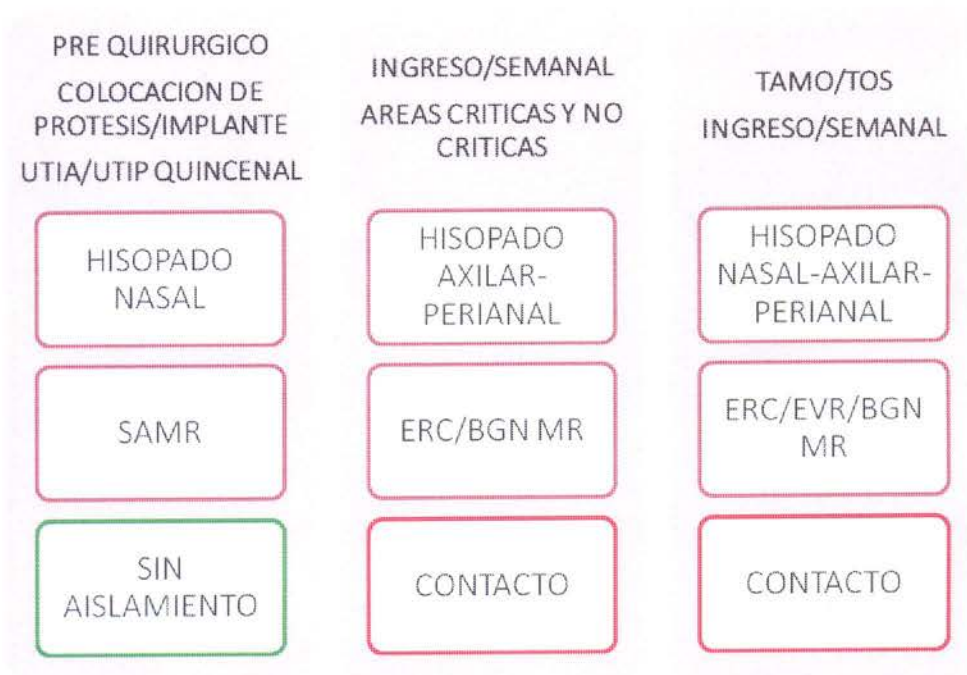 PRE QUIRURGICO
COLOCACION DE
PROTESIS/IMPLANTE
UTIA/UTIP QUINCENAL
HISOPADO
NASAL
SAMR
SIN
AISLAMIENTO
INGRESO/SEMANAL
AREAS CRITICAS Y NO
CRITICAS
HISOPADO
AXILAR-
PERIANAL
ERC/BGN MR
CONTACTO
TAMO/TOS
INGRESO/SEMANAL
HISOPADO
NASAL-AXILAR-
PERIANAL
ERC/EVR/BGN
MR
CONTACTO